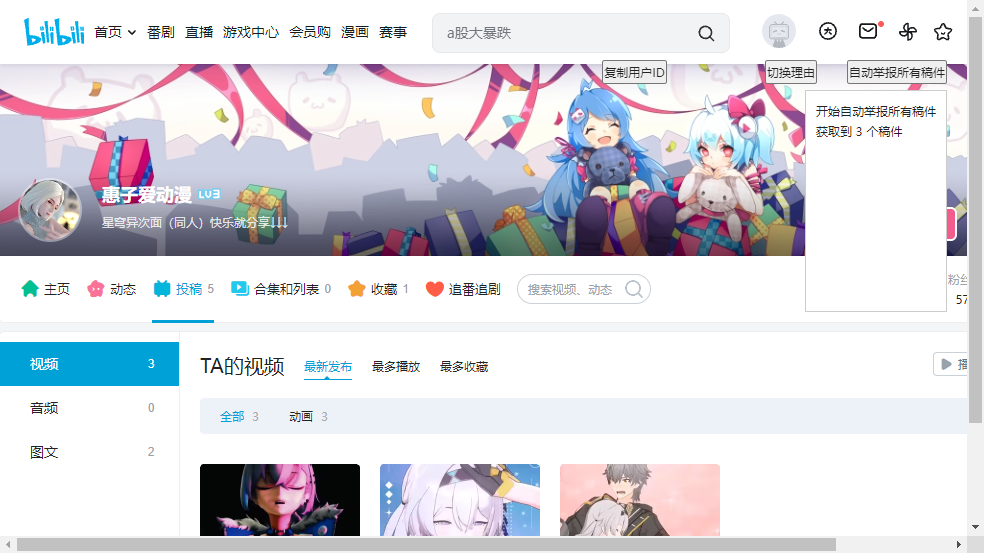 bilibili 首页 番剧 直播 游戏中心 会员购 漫画 赛事 a股大暴跌
复制用户ID 切换理由 自动举报所有稿件
开始自动举报所有稿件
获取到 3 个稿件
惠子爱动漫 LV3
星穹异次面（同人）快乐就分享↓↓↓
主页 动态 投稿 5 合集和列表 0 收藏 1 追番追剧 搜索视频、动态 粉丝
57
视频 3
音频 0
图文 2
TA的视频 最新发布 最多播放 最多收藏 播
全部 3 动画 3